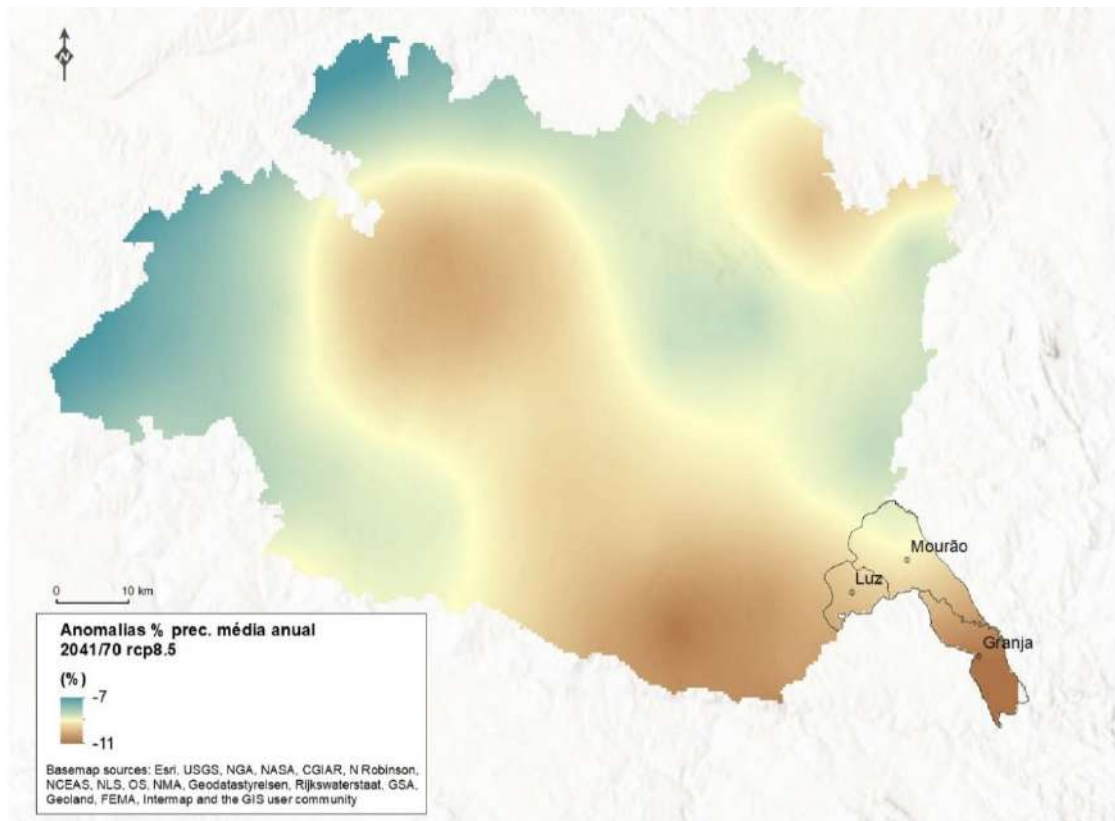 N
Mourão
Luz
Granja
0 10 km
Anomalias % prec. média anual
2041/70 rcp8.5
(%)
-7
-11
Basemap sources: Esri, USGS, NGA, NASA, CGIAR, N Robinson,
NCEAS, NLS, OS, NMA, Geodatastyrelsen, Rijkswaterstaat, GSA,
Geoland, FEMA, Intermap and the GIS user community